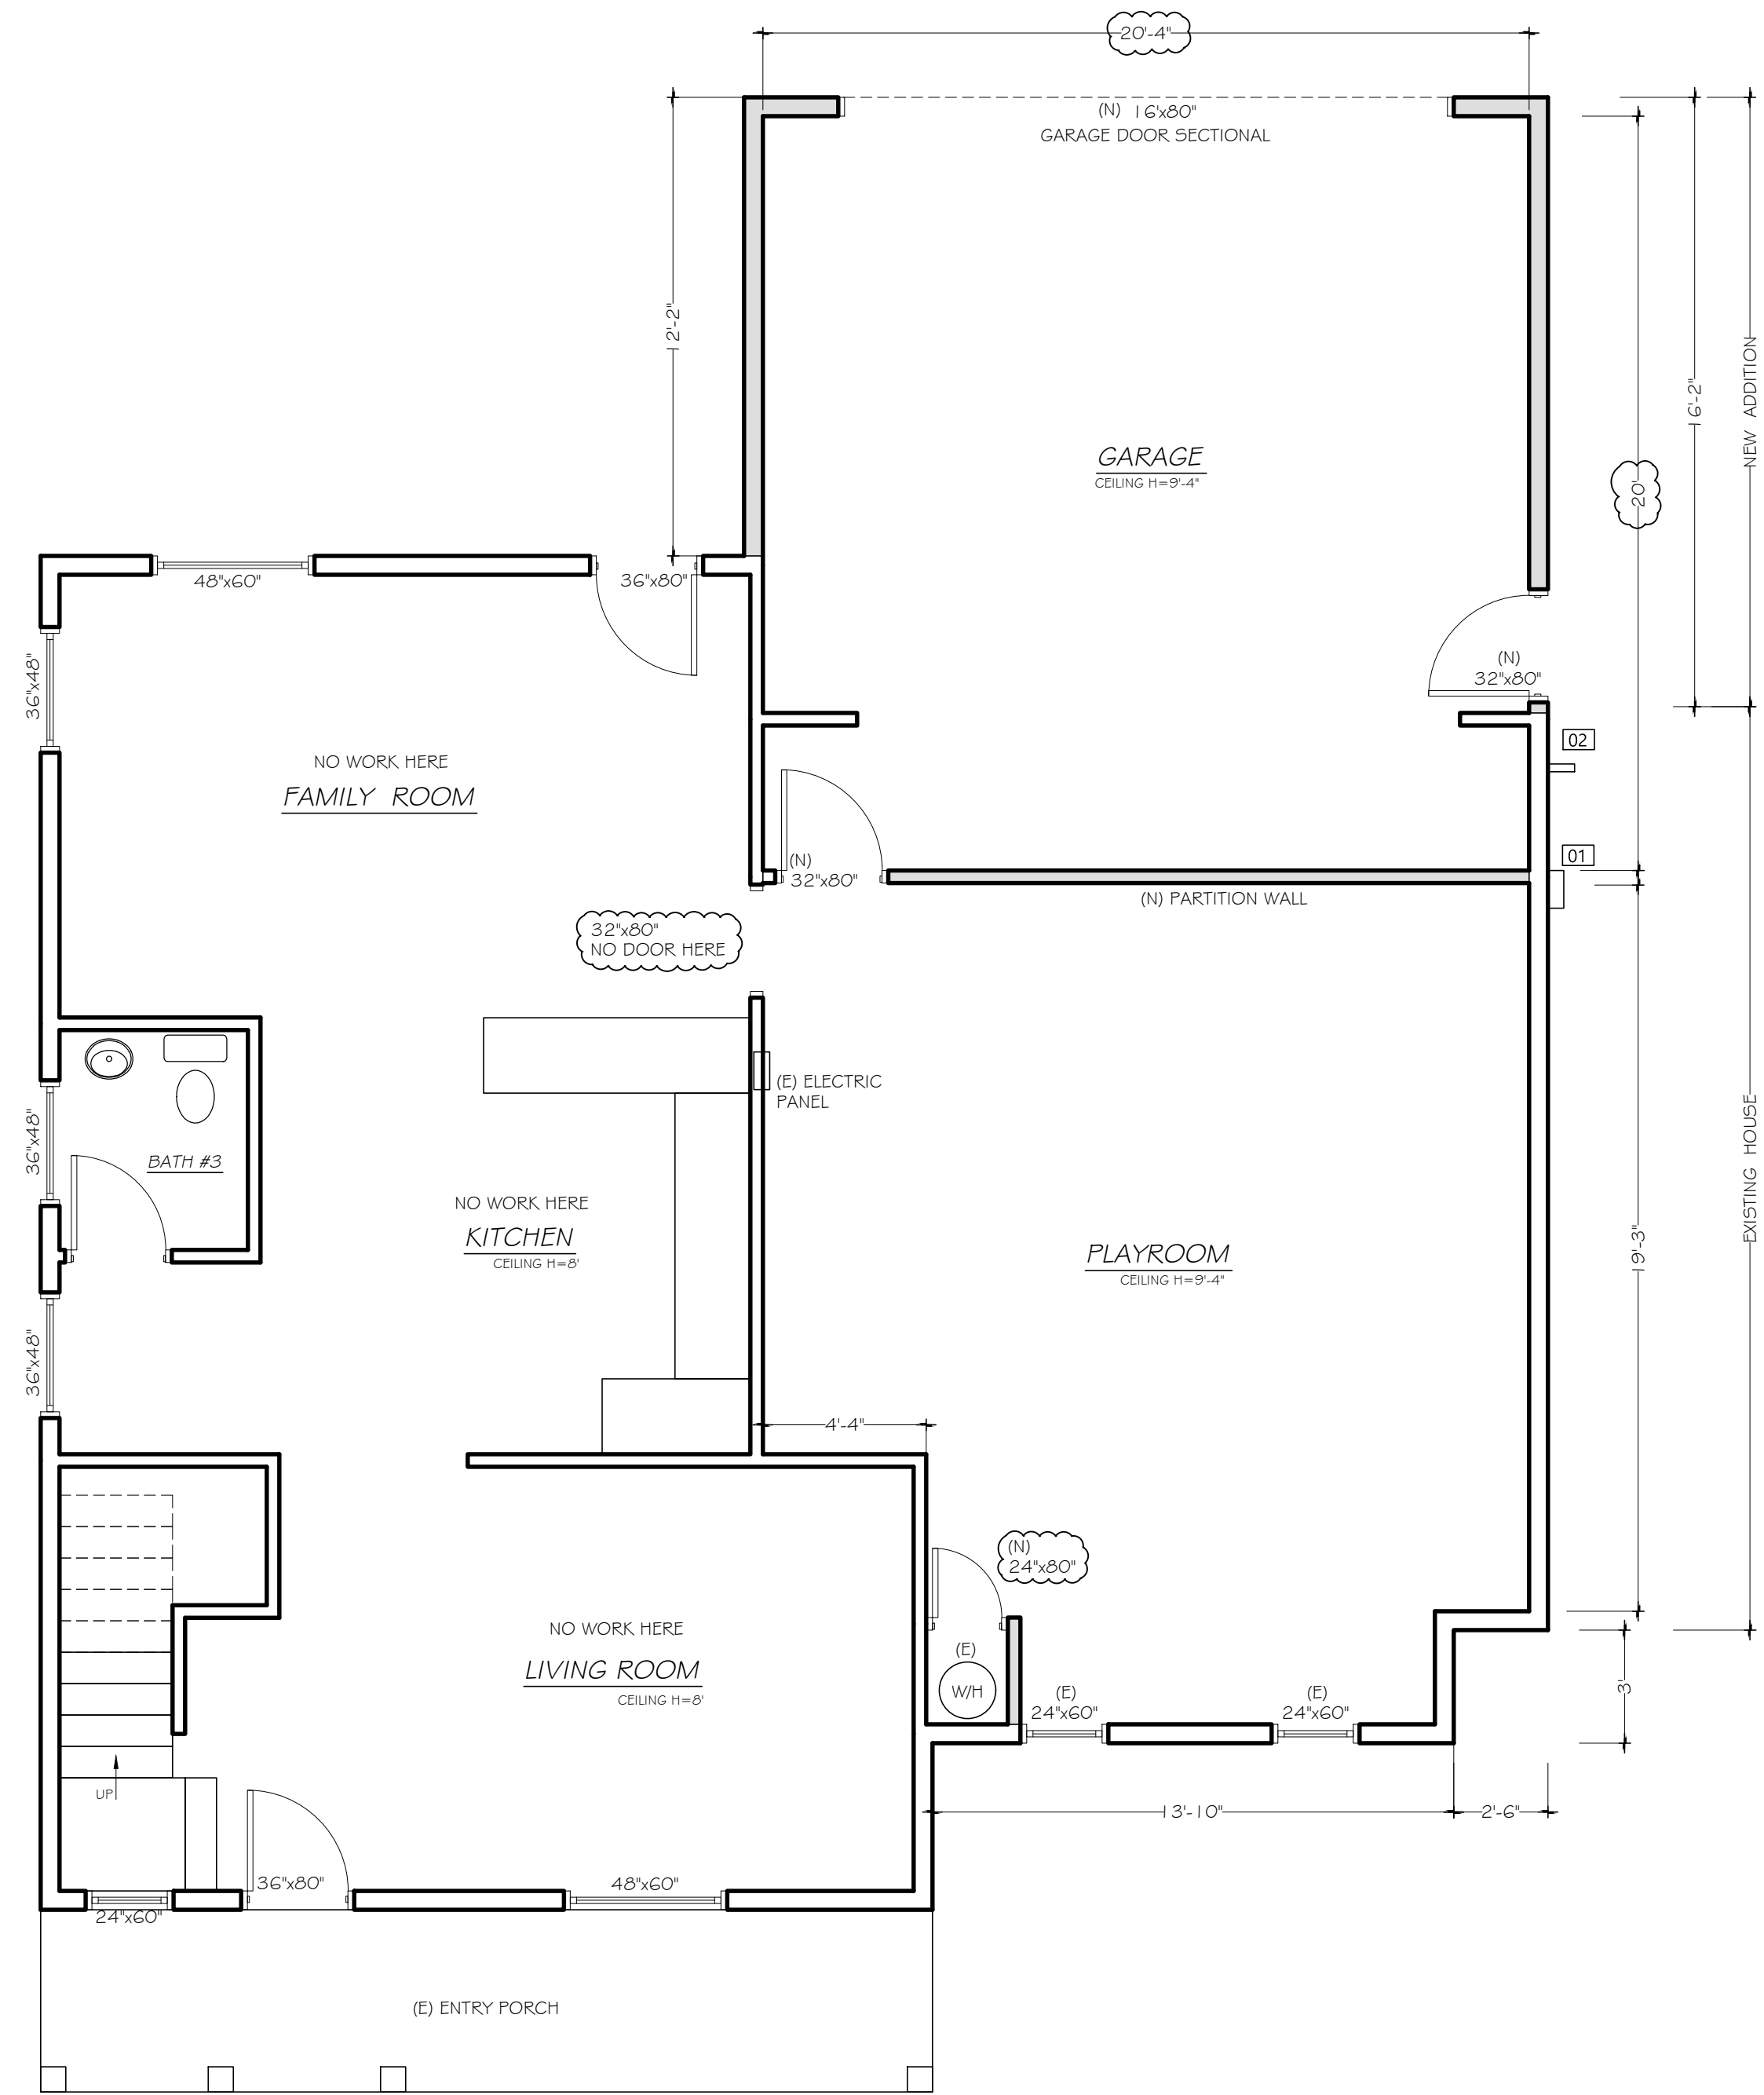 20'-4"
(N) 16'x80"
GARAGE DOOR SECTIONAL
12'-2"
GARAGE
CEILING H=9'-4"
NEW ADDITION
16'-2"
20'
48"x60"
36"x80"
36"x48"
(N)
32"x80"
02
NO WORK HERE
FAMILY ROOM
01
(N)
32"x80"
(N) PARTITION WALL
32"x80"
NO DOOR HERE
(E) ELECTRIC
PANEL
36"x48"
BATH #3
EXISTING HOUSE
NO WORK HERE
KITCHEN
CEILING H=8'
19'-3"
PLAYROOM
CEILING H=9'-4"
36"x48"
4'-4"
(N)
24"x80"
NO WORK HERE
LIVING ROOM
CEILING H=8'
(E)
W/H
(E)
24"x60"
(E)
24"x60"
3'
UP
13'-10"
2'-6"
36"x80"
48"x60"
24"x60"
(E) ENTRY PORCH